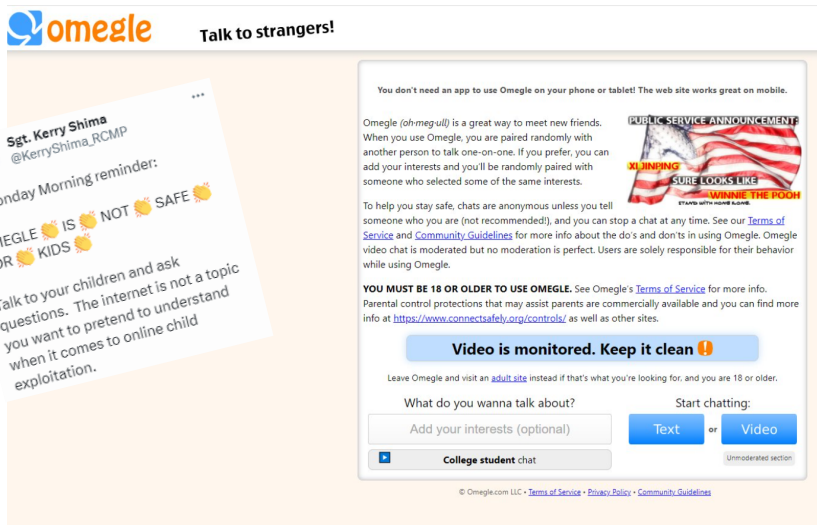 omegle
Talk to strangers!
Sgt. Kerry Shima
@KerryShima_RCMP
onday Morning reminder:
MEGLE 👏 IS 👏 NOT 👏 SAFE 👏
OR 👏 KIDS 👏
Talk to your children and ask
questions. The internet is not a topic
you want to pretend to understand
when it comes to online child
exploitation.
You don't need an app to use Omegle on your phone or tablet! The web site works great on mobile.
Omegle (oh·meg·ull) is a great way to meet new friends.
When you use Omegle, you are paired randomly with
another person to talk one-on-one. If you prefer, you can
add your interests and you'll be randomly paired with
someone who selected some of the same interests.
PUBLIC SERVICE ANNOUNCEMENT:
XI JINPING
SURE LOOKS LIKE
WINNIE THE POOH
STAND WITH HONG KONG.
To help you stay safe, chats are anonymous unless you tell
someone who you are (not recommended!), and you can stop a chat at any time. See our Terms of
Service and Community Guidelines for more info about the do's and don'ts in using Omegle. Omegle
video chat is moderated but no moderation is perfect. Users are solely responsible for their behavior
while using Omegle.
YOU MUST BE 18 OR OLDER TO USE OMEGLE. See Omegle's Terms of Service for more info.
Parental control protections that may assist parents are commercially available and you can find more
info at https://www.connectsafely.org/controls/ as well as other sites.
Video is monitored. Keep it clean !
Leave Omegle and visit an adult site instead if that's what you're looking for, and you are 18 or older.
What do you wanna talk about?
Start chatting:
Add your interests (optional)
Text or Video
College student chat
Unmoderated section
© Omegle.com LLC • Terms of Service • Privacy Policy • Community Guidelines